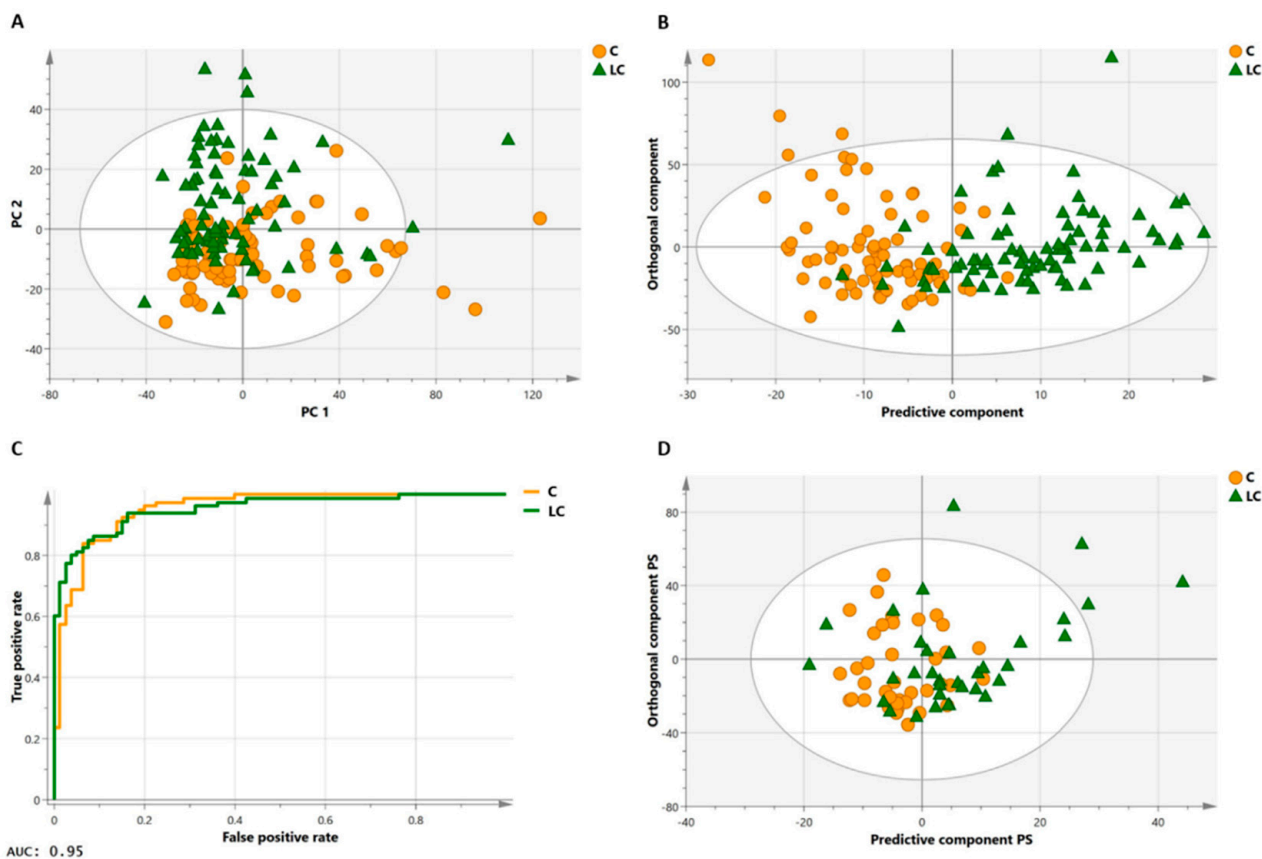 A
C
LC
PC 2
40
20
0
-20
-40
-80
-40
0
40
80
120
PC 1
B
C
LC
Orthogonal component
100
50
0
-50
-30
-20
-10
0
10
20
Predictive component
C
C
LC
True positive rate
0.8
0.6
0.4
0.2
0
0
0.2
0.4
0.6
0.8
False positive rate
AUC: 0.95
D
C
LC
Orthogonal component PS
80
40
0
-40
-80
-40
-20
0
20
40
Predictive component PS